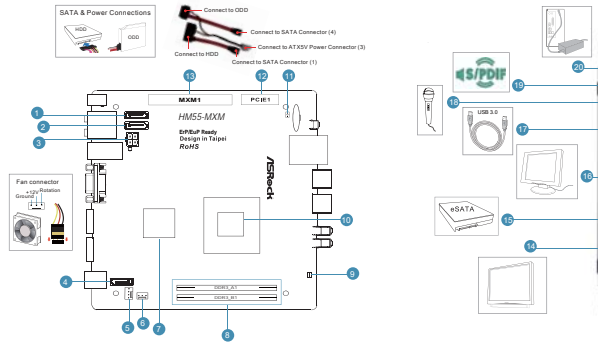 SATA & Power Connections
HDD
ODD
Connect to ODD
Connect to SATA Connector (4)
Connect to ATX5V Power Connector (3)
Connect to HDD
Connect to SATA Connector (1)
13
12
11
MXM1
PCIE1
1
2
3
HM55-MXM
ErP/EuP Ready
Design in Taipei
RoHS
ASRock
Fan connector
+12V
Rotation
Ground
10
9
4
5
6
7
DDR3_A1
DDR3_B1
8
20
S/PDIF
19
18
USB 3.0
17
16
eSATA
15
14